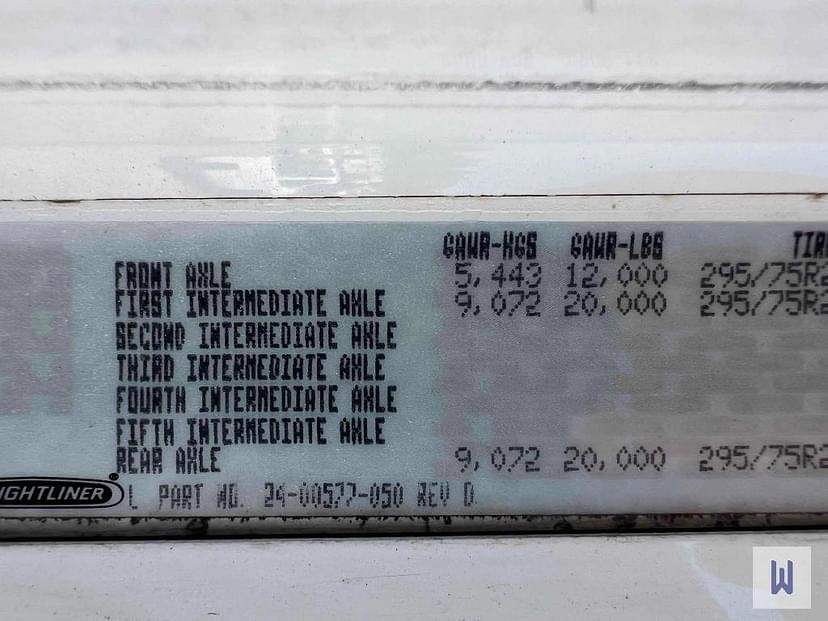 GAWR-KGS GAWR-LBS TIR
FRONT AXLE 5,443 12,000 295/75R2
FIRST INTERMEDIATE AXLE 9,072 20,000 295/75R2
SECOND INTERMEDIATE AXLE
THIRD INTERMEDIATE AXLE
FOURTH INTERMEDIATE AXLE
FIFTH INTERMEDIATE AXLE
REAR AXLE 9,072 20,000 295/75R2
IGHTLINER L PART NO. 24-00577-050 REV D
W